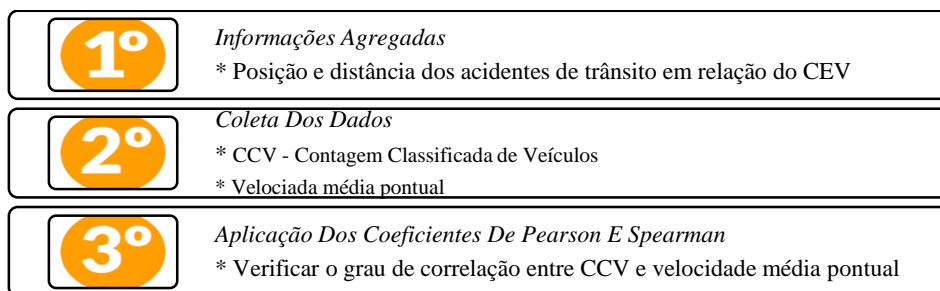 1º
Informações Agregadas
* Posição e distância dos acidentes de trânsito em relação do CEV
2º
Coleta Dos Dados
* CCV - Contagem Classificada de Veículos
* Velociada média pontual
3º
Aplicação Dos Coeficientes De Pearson E Spearman
* Verificar o grau de correlação entre CCV e velocidade média pontual